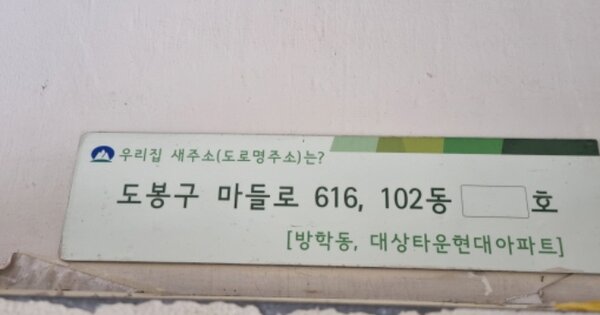 우리집 새주소(도로명주소)는?
도봉구 마들로 616, 102동 호
[방학동, 대상타운현대아파트]